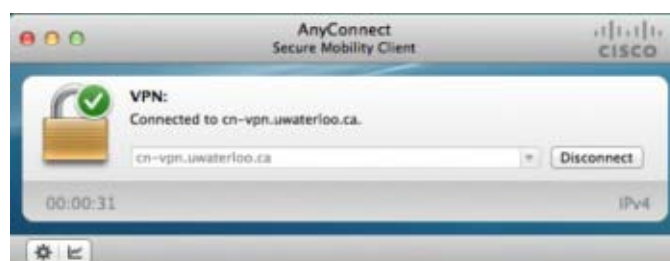 AnyConnect
Secure Mobility Client
CISCO
VPN:
Connected to cn-vpn.uwaterloo.ca.
cn-vpn.uwaterloo.ca
Disconnect
00:00:31
IPv4